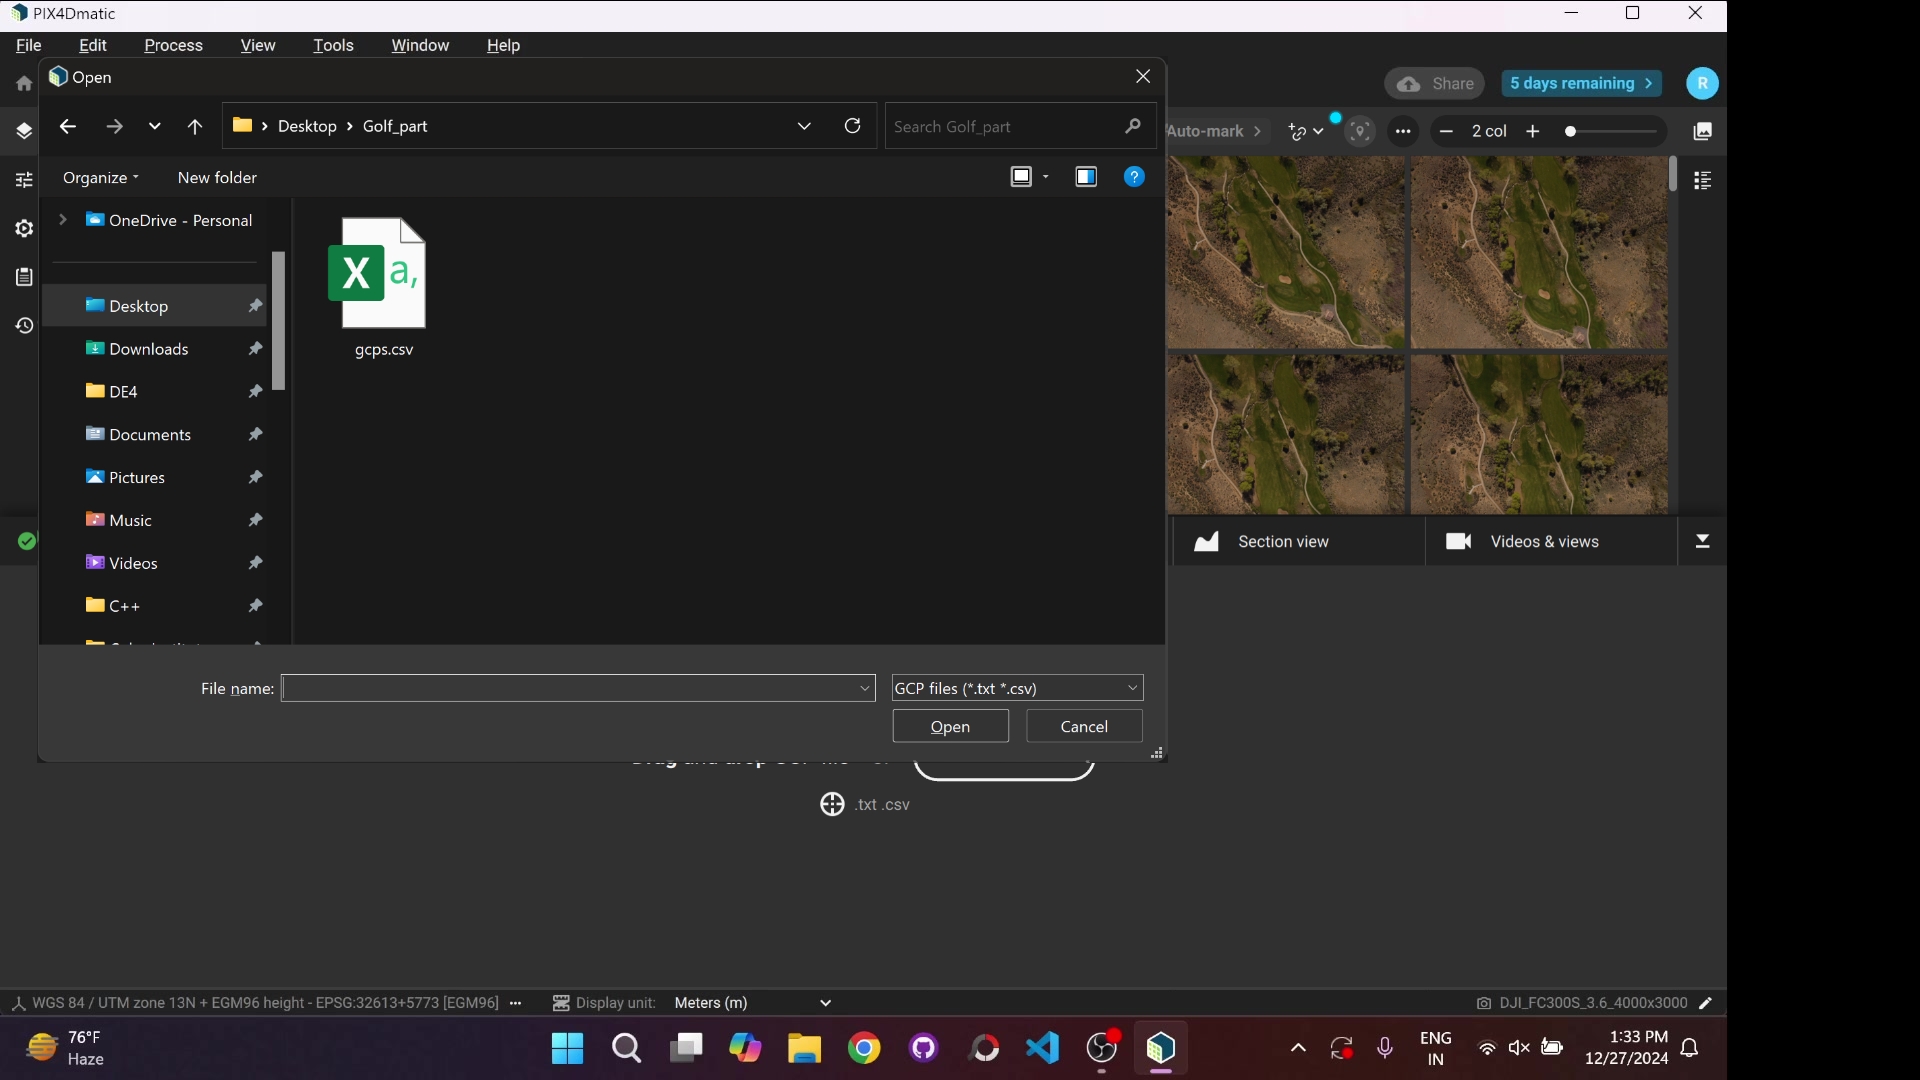 PIX4Dmatic
File Edit Process View Tools Window Help
Open
Share
5 days remaining
R
Desktop Golf_part
Search Golf_part
Auto-mark
2 col
Organize
New folder
OneDrive - Personal
X a,
gcps.csv
Desktop
Downloads
DE4
Documents
Pictures
Music
Videos
C++
Section view
Videos & views
File name:
GCP files (*.txt *.csv)
Open
Cancel
.txt .csv
WGS 84 / UTM zone 13N + EGM96 height - EPSG:32613+5773 [EGM96]
Display unit: Meters (m)
DJI_FC300S_3.6_4000x3000
76°F
Haze
ENG
IN
1:33 PM
12/27/2024